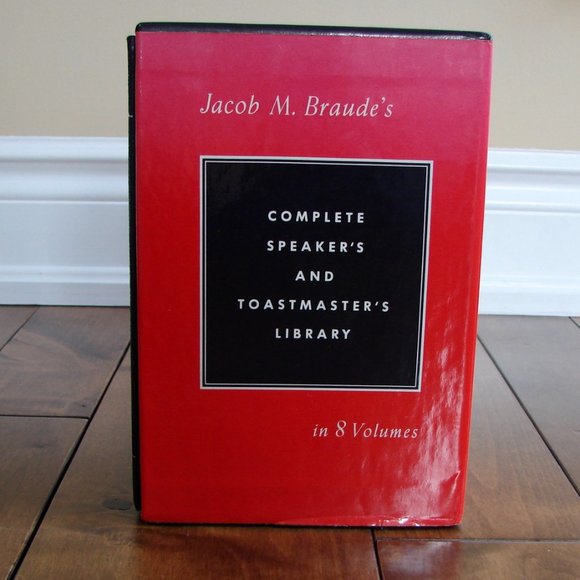 Jacob M. Braude's
COMPLETE
SPEAKER'S
AND
TOASTMASTER'S
LIBRARY
in 8 Volumes